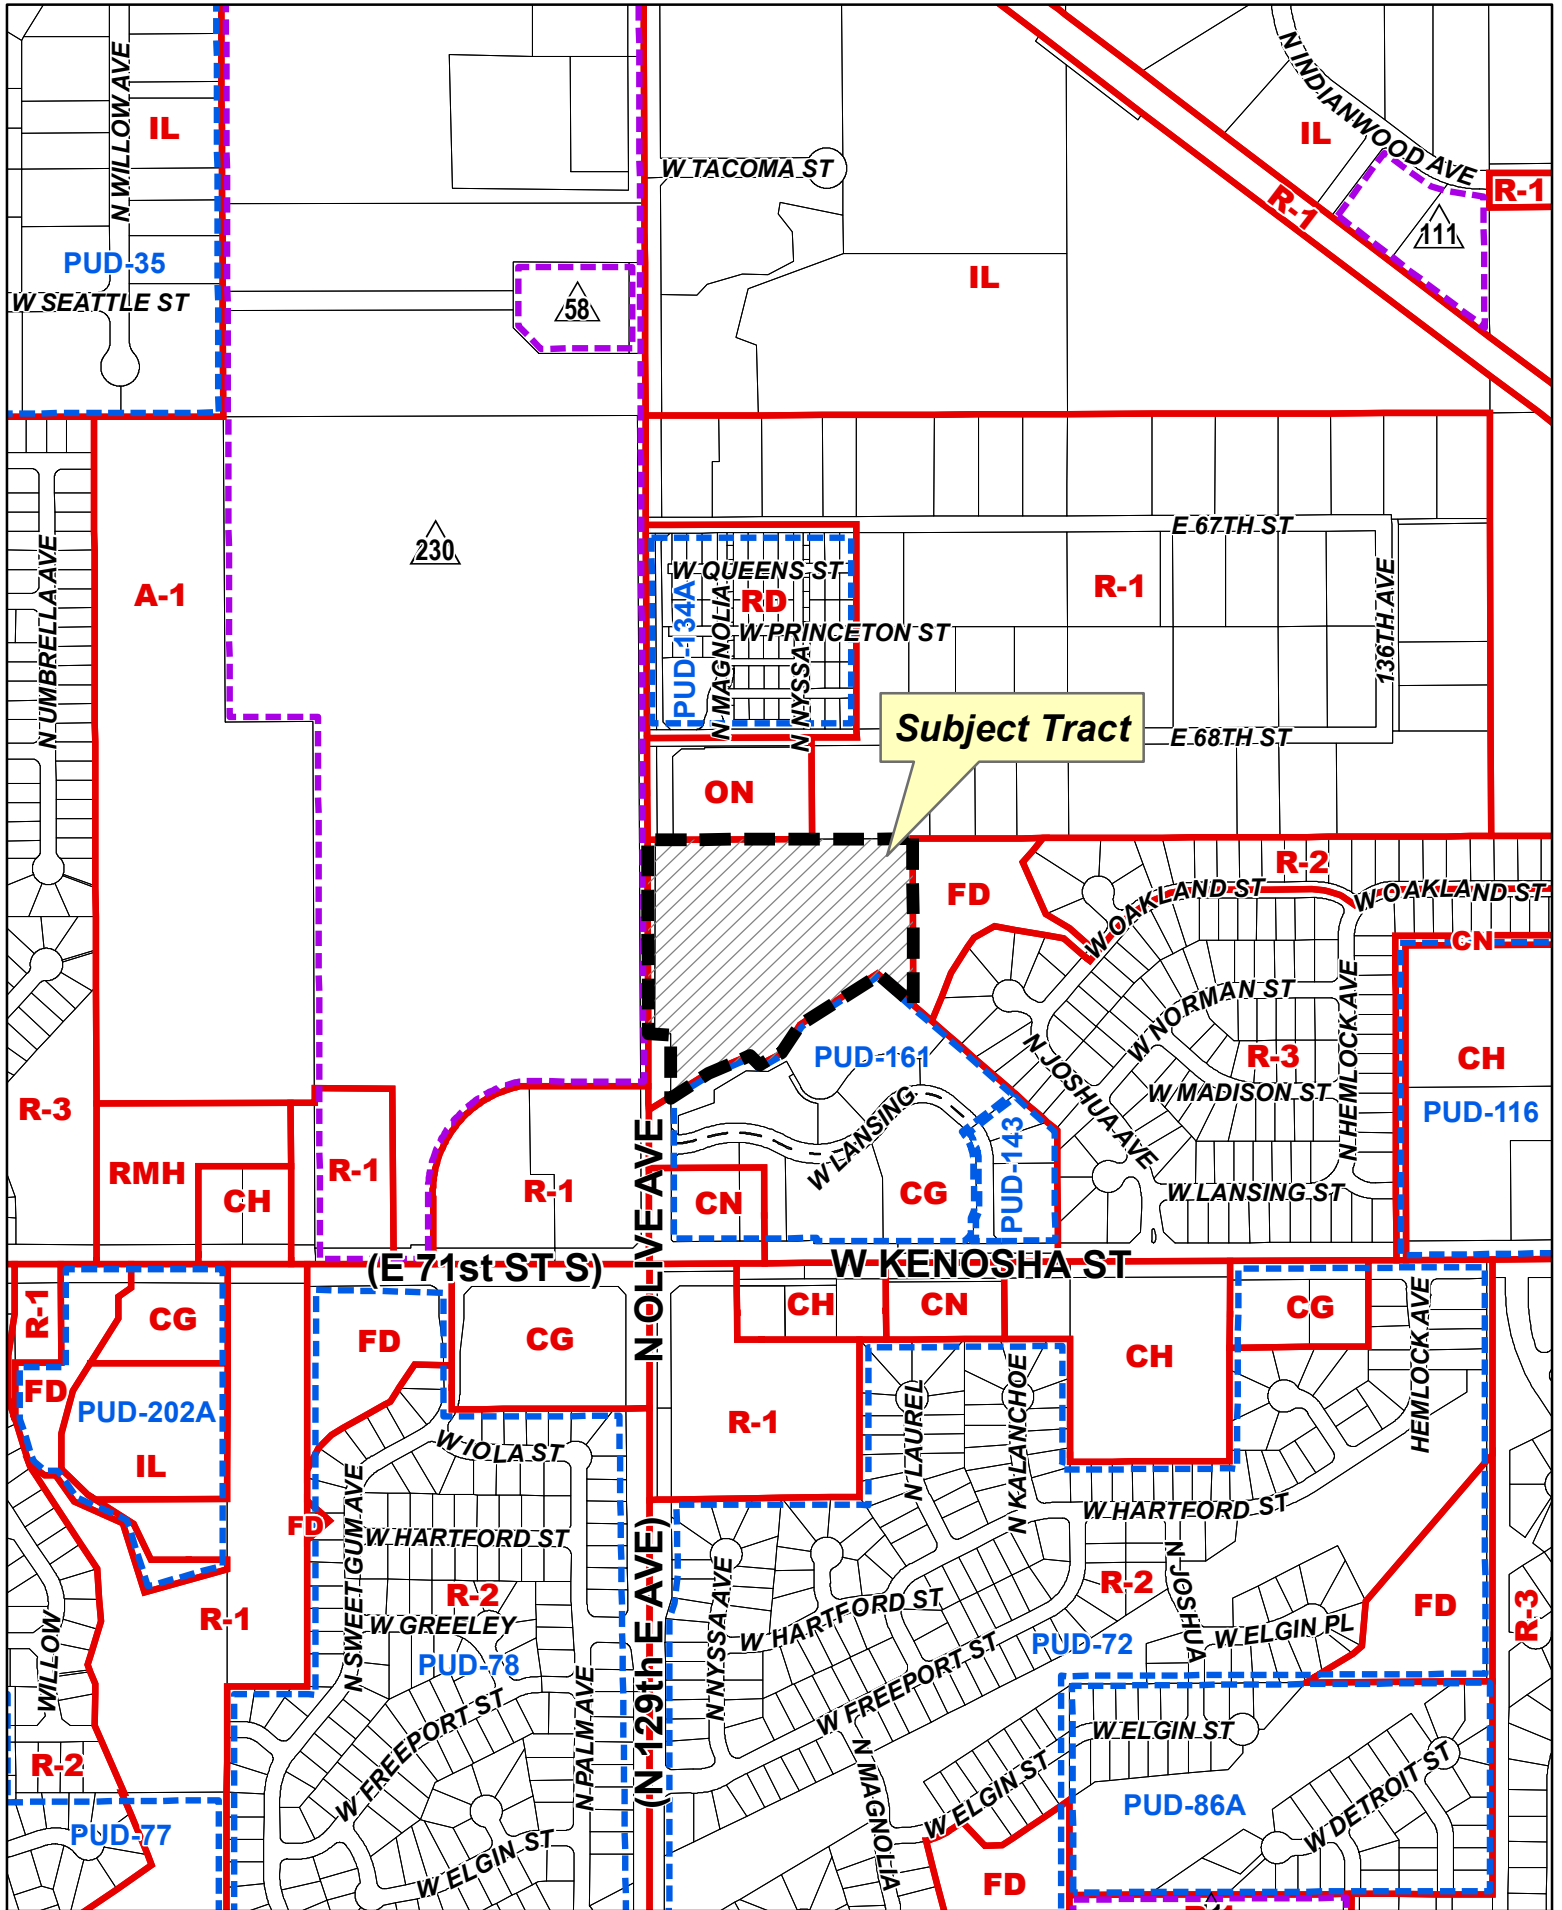 N WILLOW AVE
IL
PUD-35
W SEATTLE ST
58
W TACOMA ST
IL
N INDIANWOOD AVE
IL
R-1
R-1
111
N UMBRELLA AVE
A-1
230
W QUEENS ST
RD
PUD-134A
N MAGNOLIA
W PRINCETON ST
N NYSSA
E 67TH ST
R-1
136TH AVE
E 68TH ST
Subject Tract
ON
FD
R-2
W OAKLAND ST
W OAKLAND ST
CN
W NORMAN ST
N HEMLOCK AVE
N JOSHUA AVE
R-3
W MADISON ST
CH
PUD-116
W LANSING ST
PUD-161
W LANSING
PUD-143
CG
CN
R-3
RMH
CH
R-1
R-1
N OLIVE AVE
(E 71st ST S)
W KENOSHA ST
R-1
CG
FD
PUD-202A
IL
FD
CG
CH
CN
CH
CG
HEMLOCK AVE
R-1
N LAUREL
N KALANCHOE
W IOLA ST
N SWEET GUM AVE
FD
W HARTFORD ST
R-2
W GREELEY
PUD-78
W FREEPORT ST
N PALM AVE
W ELGIN ST
R-1
WILLOW
R-2
PUD-77
(N 129th E AVE)
N NYSSA AVE
W HARTFORD ST
W FREEPORT ST
W HARTFORD ST
R-2
N JOSHUA
W ELGIN PL
PUD-72
FD
R-3
W ELGIN ST
N MAGNOLIA
W ELGIN ST
PUD-86A
W DETROIT ST
FD